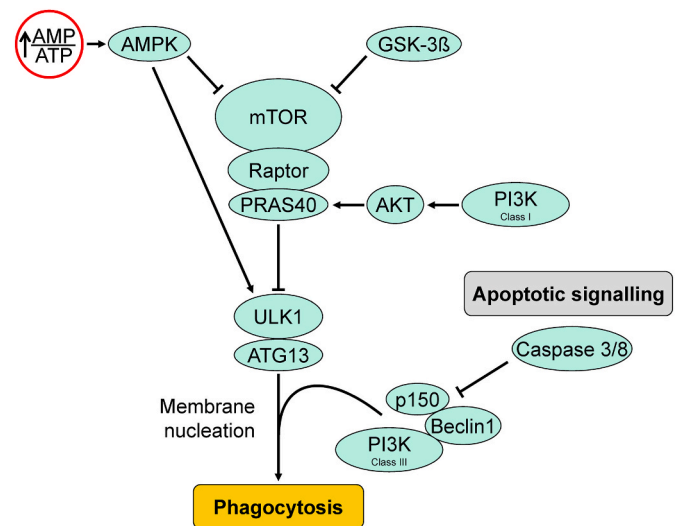 ↑AMP
ATP
AMPK
GSK-3ß
mTOR
Raptor
PRAS40
AKT
PI3K
Class I
Apoptotic signalling
ULK1
ATG13
Caspase 3/8
Membrane
nucleation
p150
Beclin1
PI3K
Class III
Phagocytosis